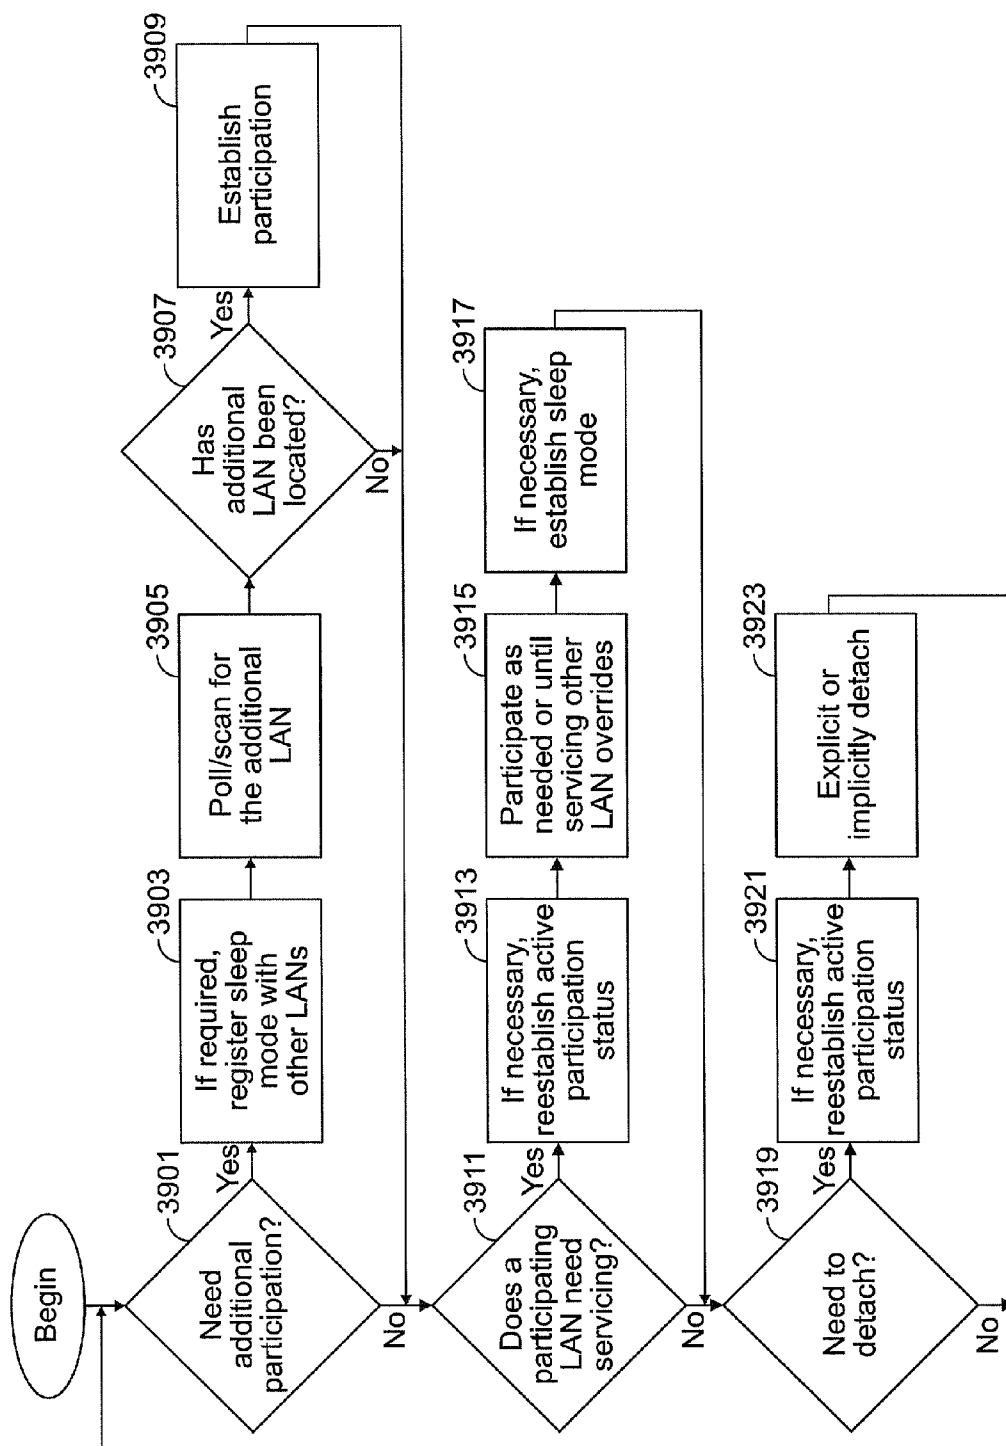 Begin
3901
Need
additional
participation?
Yes
No
3903
If required,
register sleep
mode with
other LANs
3905
Poll/scan for
the additional
LAN
3907
Has
additional
LAN been
located?
Yes
No
3909
Establish
participation
3911
Does a
participating
LAN need
servicing?
Yes
No
3913
If necessary,
reestablish active
participation
status
3915
Participate as
needed or until
servicing other
LAN overrides
3917
If necessary,
establish sleep
mode
3919
Need to
detach?
Yes
No
3921
If necessary,
reestablish active
participation
status
3923
Explicit or
implicitly detach